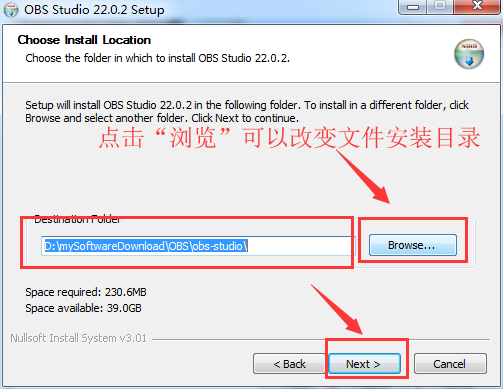 OBS Studio 22.0.2 Setup
Choose Install Location
Choose the folder in which to install OBS Studio 22.0.2.
Setup will install OBS Studio 22.0.2 in the following folder. To install in a different folder, click
Browse and select another folder. Click Next to continue.
点击“浏览”可以改变文件安装目录
Destination Folder
D:\mySoftwareDownload\OBS\obs-studio\
Browse...
Space required: 230.6MB
Space available: 39.0GB
Nullsoft Install System v3.01
< Back
Next >
Cancel